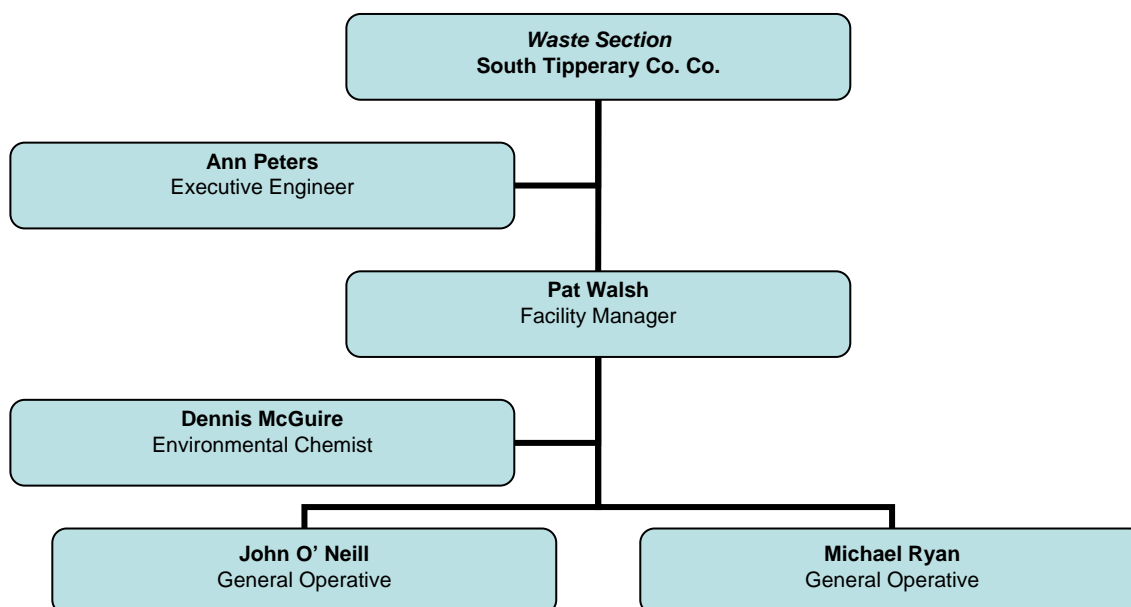 Waste Section
South Tipperary Co. Co.
Ann Peters
Executive Engineer
Pat Walsh
Facility Manager
Dennis McGuire
Environmental Chemist
John O' Neill
General Operative
Michael Ryan
General Operative